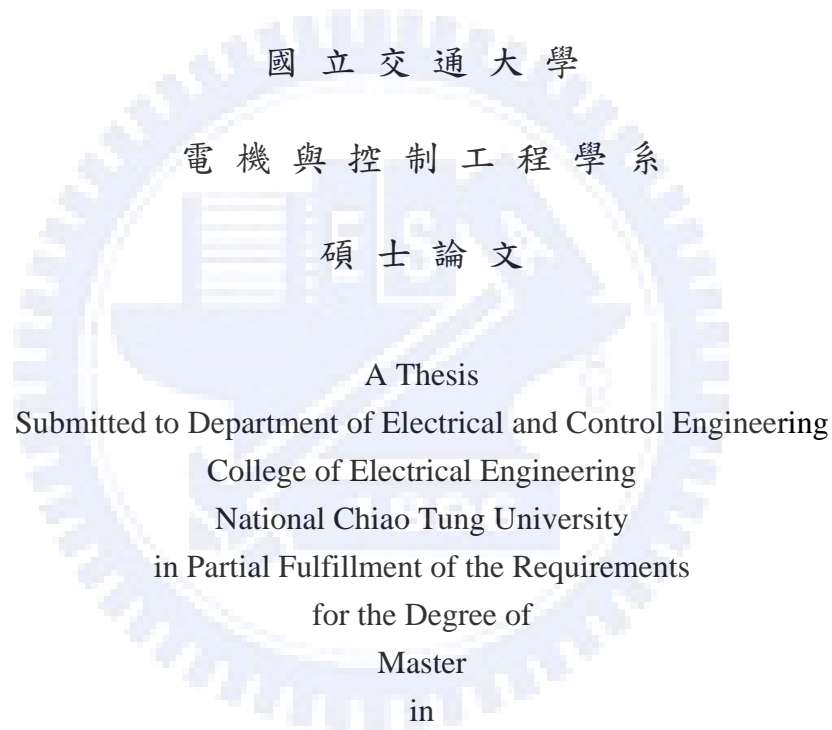 國立交通大學
電機與控制工程學系
碩士論文
A Thesis
Submitted to Department of Electrical and Control Engineering
College of Electrical Engineering
National Chiao Tung University
in Partial Fulfillment of the Requirements
for the Degree of
Master
in